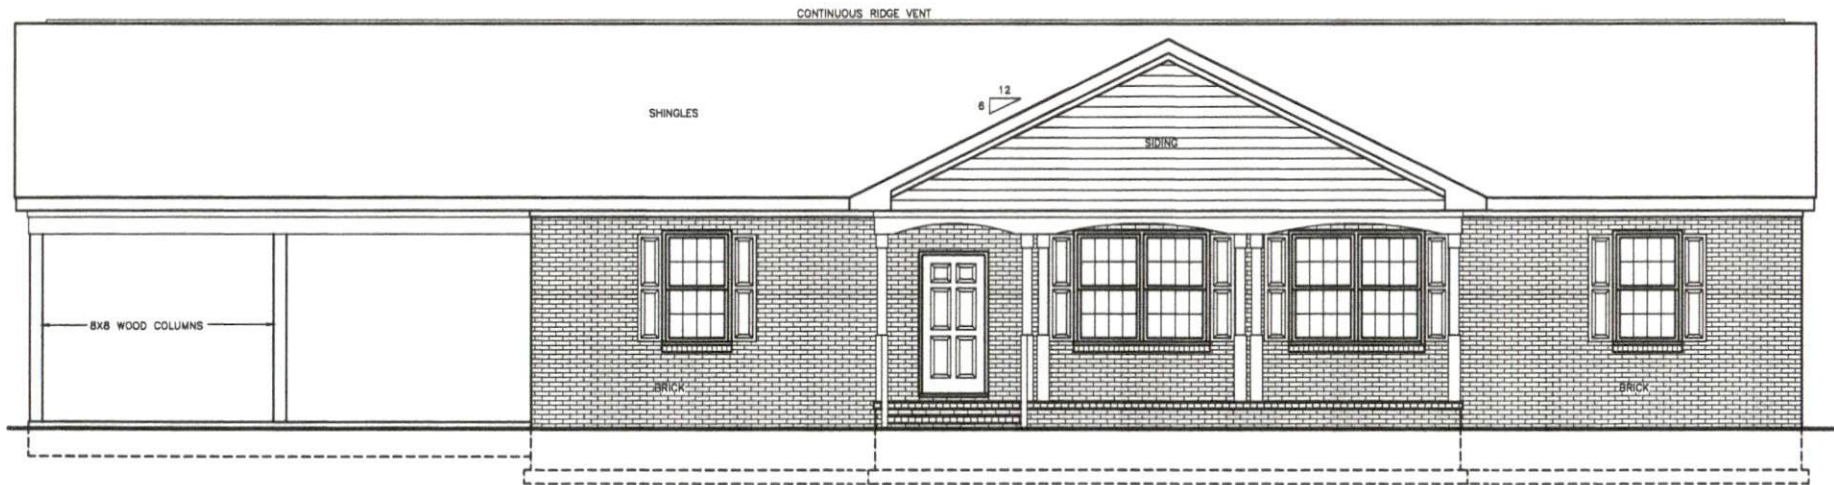 CONTINUOUS RIDGE VENT
12
6
SHINGLES
SIDING
8X8 WOOD COLUMNS
BRICK
BRICK